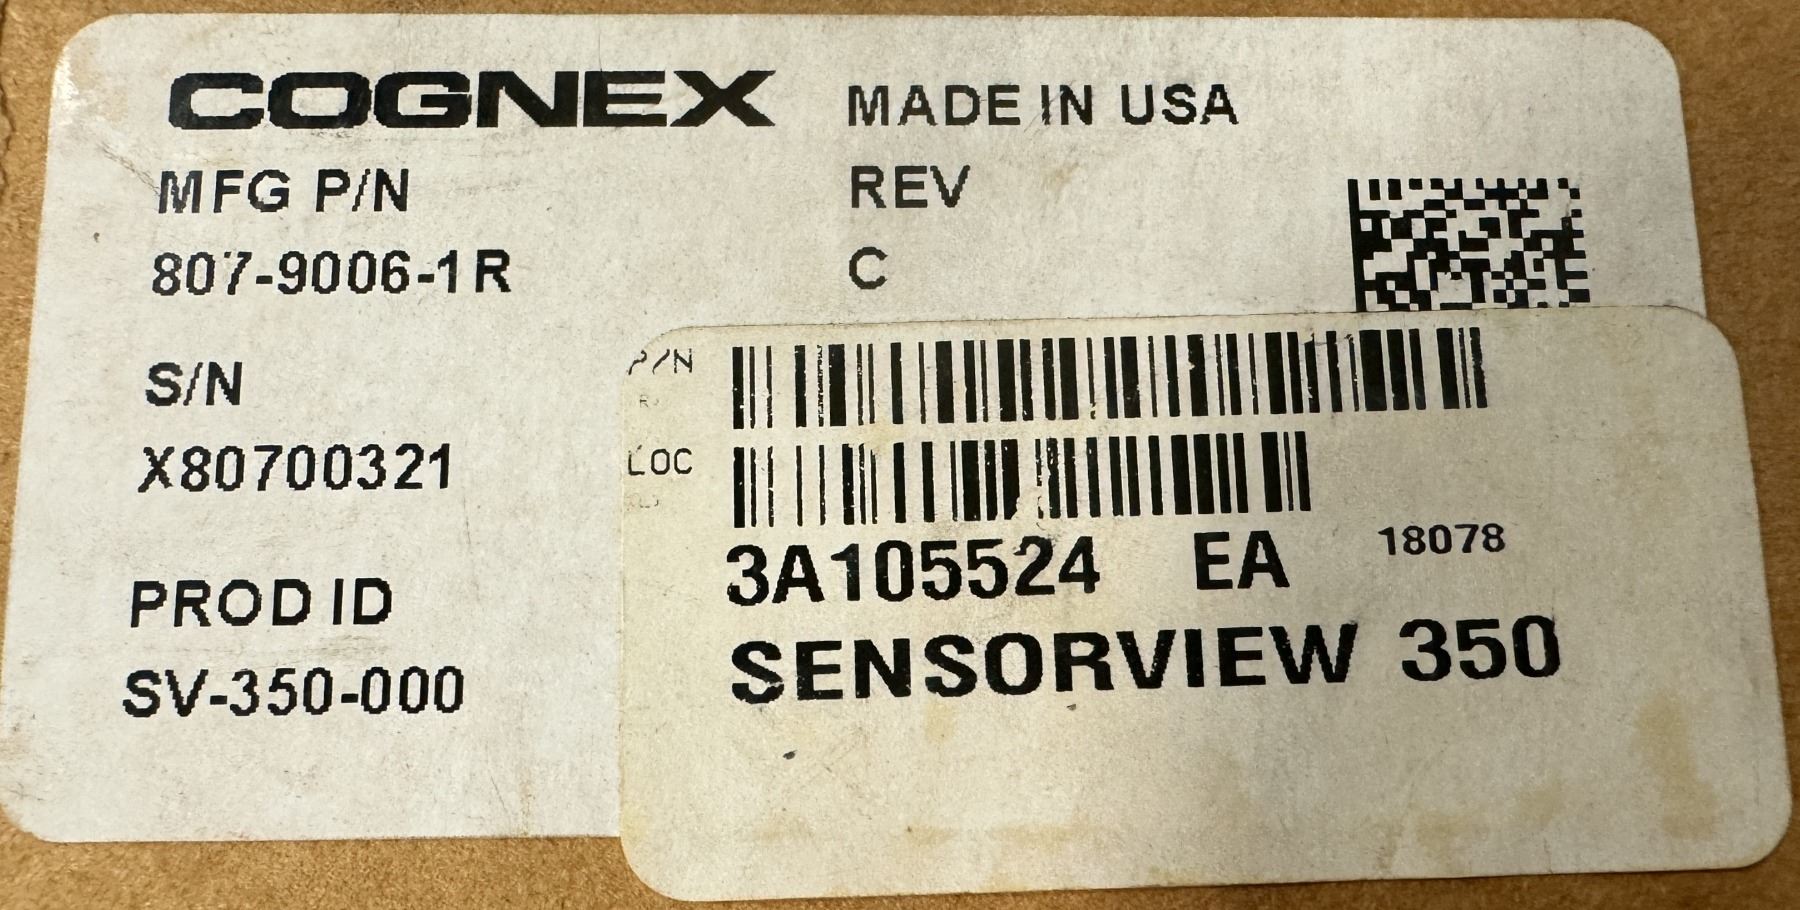 COGNEX MADE IN USA
MFG P/N REV
807-9006-1R C
S/N
X80700321
PROD ID
SV-350-000
P/N
LOC
3A105524 EA 18078
SENSORVIEW 350